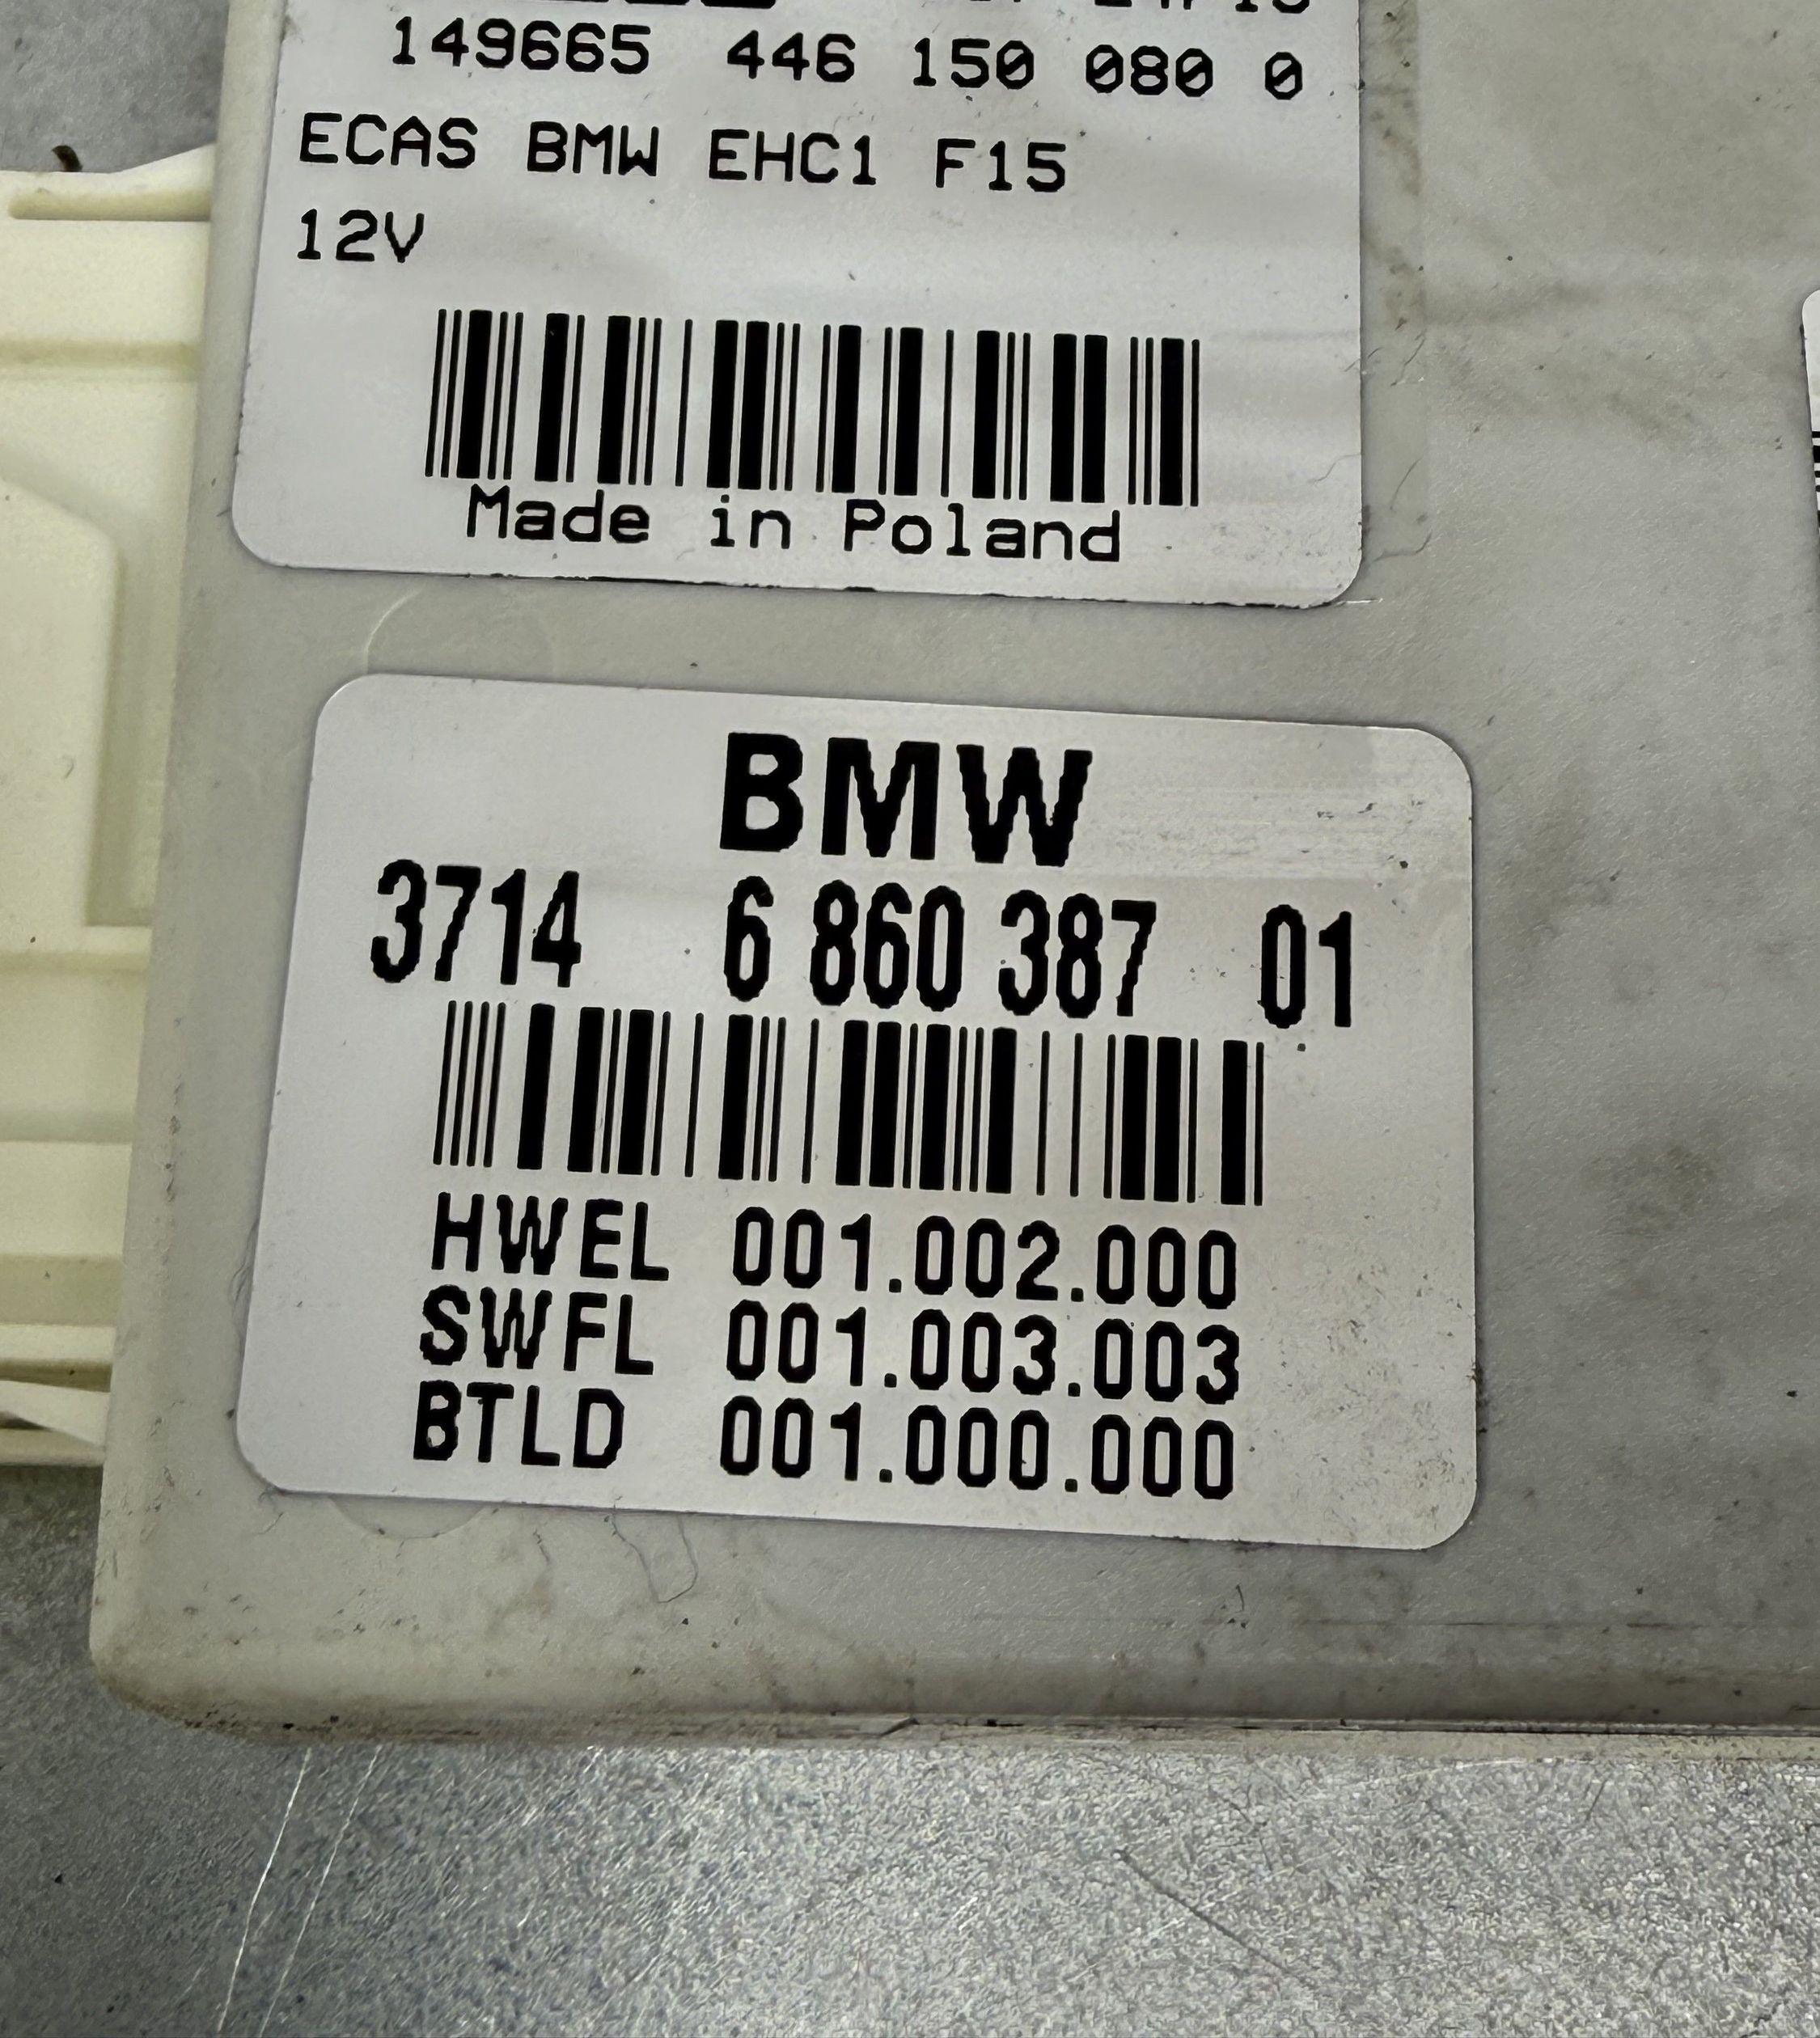 149665 446 150 080 0
ECAS BMW EHC1 F15
12V
Made in Poland
BMW
3714 6 860 387 01
HWEL 001.002.000
SWFL 001.003.003
BTLD 001.000.000